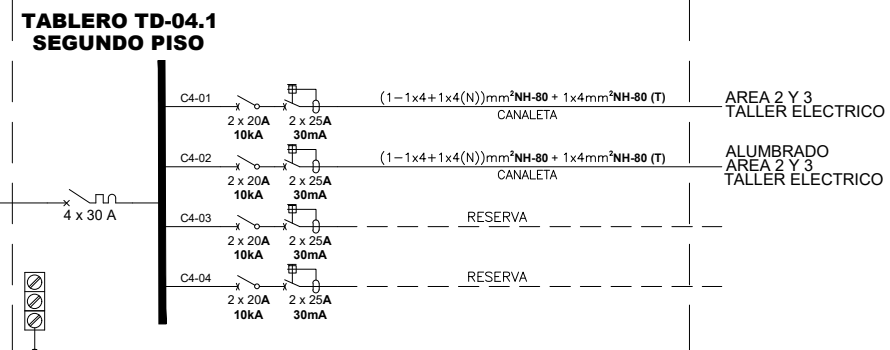 TABLERO TD-04.1
SEGUNDO PISO
C4-01
2 x 20A
10kA
2 x 25A
30mA
(1-1x4+1x4(N))mm²NH-80 + 1x4mm²NH-80 (T)
CANALETA
AREA 2 Y 3
TALLER ELECTRICO
C4-02
2 x 20A
10kA
2 x 25A
30mA
(1-1x4+1x4(N))mm²NH-80 + 1x4mm²NH-80 (T)
CANALETA
ALUMBRADO
AREA 2 Y 3
TALLER ELECTRICO
4 x 30 A
C4-03
2 x 20A
10kA
2 x 25A
30mA
RESERVA
C4-04
2 x 20A
10kA
2 x 25A
30mA
RESERVA